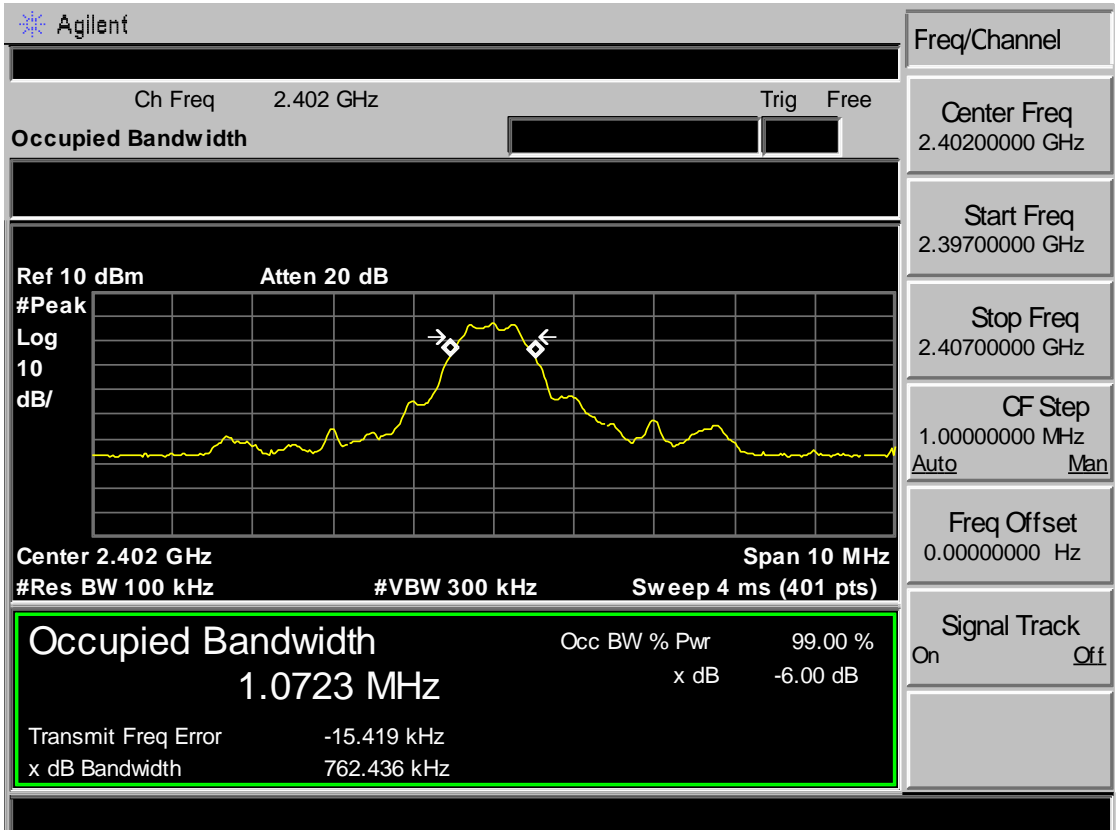 Agilent
Freq/Channel
Ch Freq 2.402 GHz Trig Free
Occupied Bandwidth
Center Freq
2.40200000 GHz
Start Freq
2.39700000 GHz
Stop Freq
2.40700000 GHz
CF Step
1.00000000 MHz
Auto Man
Freq Offset
0.00000000 Hz
Signal Track
On Off
Ref 10 dBm Atten 20 dB
#Peak
Log
10
dB/
Center 2.402 GHz Span 10 MHz
#Res BW 100 kHz #VBW 300 kHz Sweep 4 ms (401 pts)
Occupied Bandwidth
1.0723 MHz
Occ BW % Pwr 99.00 %
x dB -6.00 dB
Transmit Freq Error -15.419 kHz
x dB Bandwidth 762.436 kHz